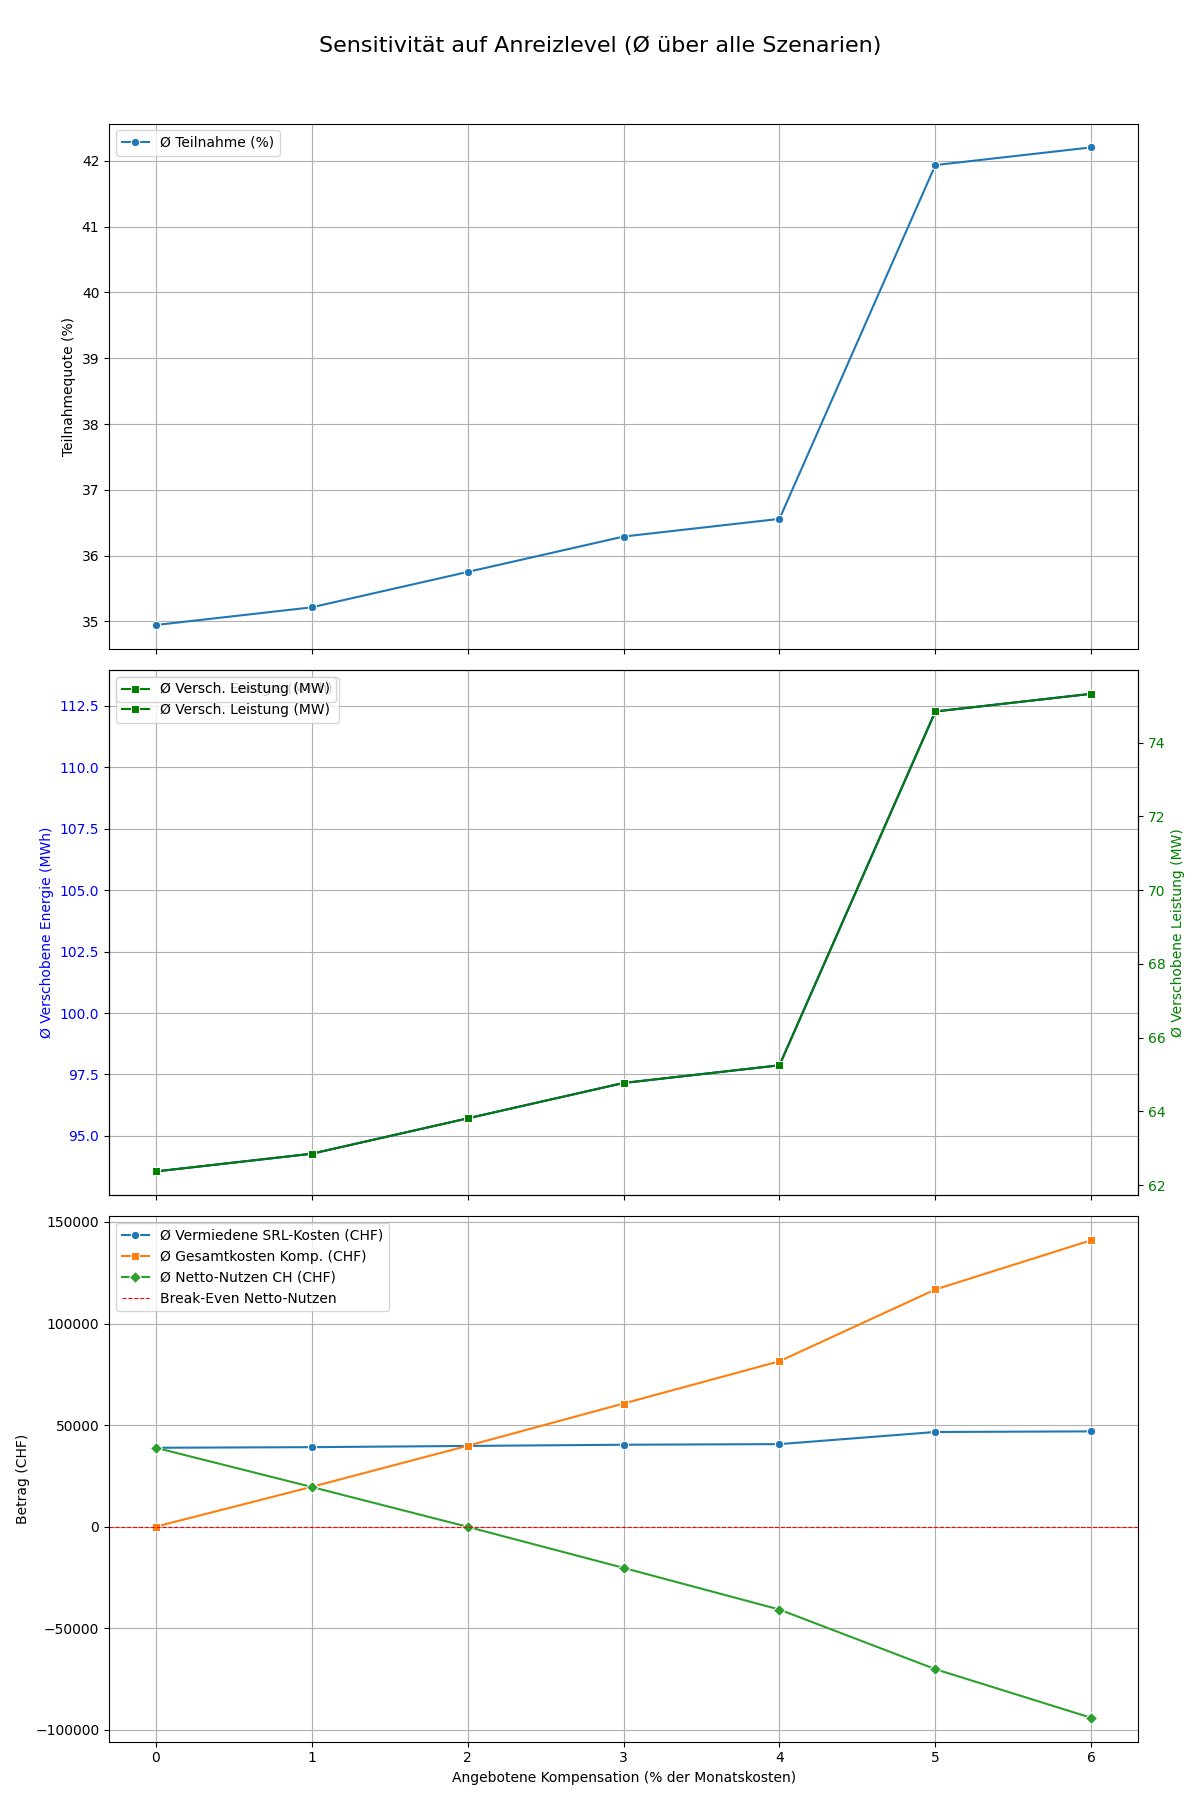 Sensitivität auf Anreizlevel (Ø über alle Szenarien)
Ø Teilnahme (%)
42
41
40
39
38
37
36
35
Teilnahmequote (%)
Ø Versch. Leistung (MW)
Ø Versch. Leistung (MW)
112.5
110.0
107.5
105.0
102.5
100.0
97.5
95.0
Ø Verschobene Energie (MWh)
74
72
70
68
66
64
62
Ø Verschobene Leistung (MW)
Ø Vermiedene SRL-Kosten (CHF)
Ø Gesamtkosten Komp. (CHF)
Ø Netto-Nutzen CH (CHF)
Break-Even Netto-Nutzen
150000
100000
50000
0
−50000
−100000
Betrag (CHF)
0 1 2 3 4 5 6
Angebotene Kompensation (% der Monatskosten)